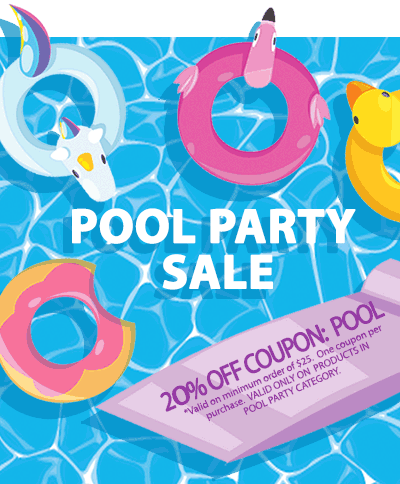 POOL PARTY
SALE
20% OFF COUPON: POOL
*Valid on minimum order of $25. One coupon per
purchase. VALID ONLY ON PRODUCTS IN
POOL PARTY CATEGORY.